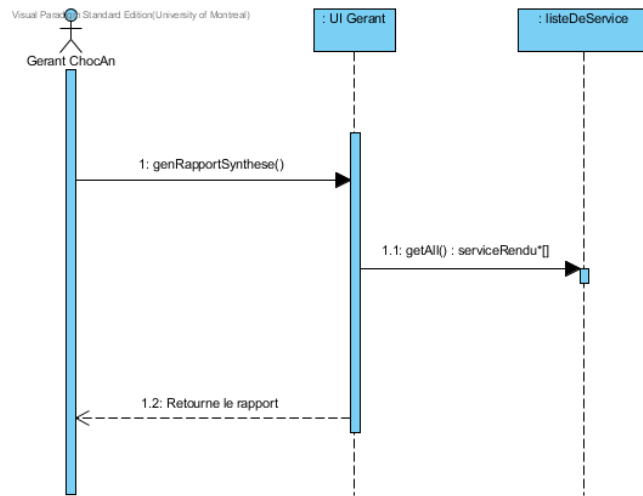 Visual Paradigm Standard Edition(University of Montreal)
: UI Gerant
: listeDeService
Gerant ChocAn
1: genRapportSynthese()
1.1: getAll() : serviceRendu*[]
1.2: Retourne le rapport